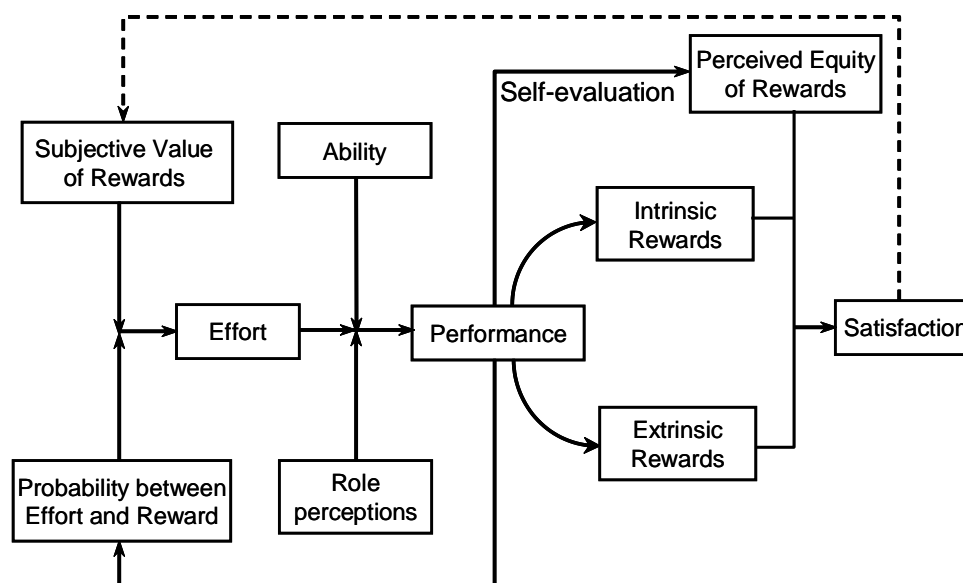 Perceived Equity
of Rewards
Self-evaluation
Subjective Value
of Rewards
Ability
Intrinsic
Rewards
Effort
Performance
Satisfaction
Extrinsic
Rewards
Probability between
Effort and Reward
Role
perceptions